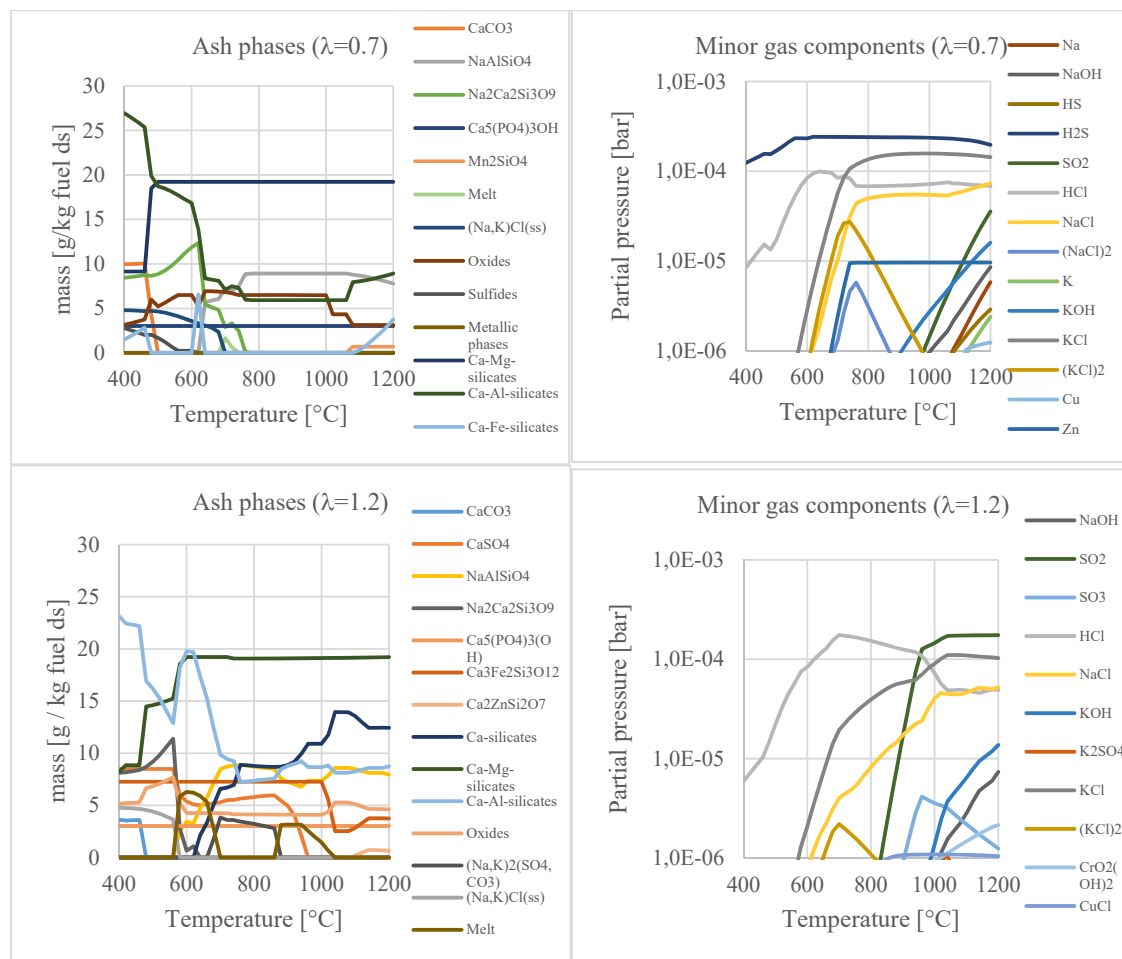 Ash phases (λ=0.7)
mass [g/kg fuel ds]
30
25
20
15
10
5
0
400 600 800 1000 1200
Temperature [°C]
CaCO3
NaAlSiO4
Na2Ca2Si3O9
Ca5(PO4)3OH
Mn2SiO4
Melt
(Na,K)Cl(ss)
Oxides
Sulfides
Metallic
phases
Ca-Mg-
silicates
Ca-Al-silicates
Ca-Fe-silicates
Minor gas components (λ=0.7)
Partial pressure [bar]
1,0E-03
1,0E-04
1,0E-05
1,0E-06
400 600 800 1000 1200
Temperature [°C]
Na
NaOH
HS
H2S
SO2
HCl
NaCl
(NaCl)2
K
KOH
KCl
(KCl)2
Cu
Zn
Ash phases (λ=1.2)
mass [g / kg fuel ds]
30
25
20
15
10
5
0
400 600 800 1000 1200
Temperature [°C]
CaCO3
CaSO4
NaAlSiO4
Na2Ca2Si3O9
Ca5(PO4)3(O
H)
Ca3Fe2Si3O12
Ca2ZnSi2O7
Ca-silicates
Ca-Mg-
silicates
Ca-Al-silicates
Oxides
(Na,K)2(SO4,
CO3)
(Na,K)Cl(ss)
Melt
Minor gas components (λ=1.2)
Partial pressure [bar]
1,0E-03
1,0E-04
1,0E-05
1,0E-06
400 600 800 1000 1200
Temperature [°C]
NaOH
SO2
SO3
HCl
NaCl
KOH
K2SO4
KCl
(KCl)2
CrO2(
OH)2
CuCl